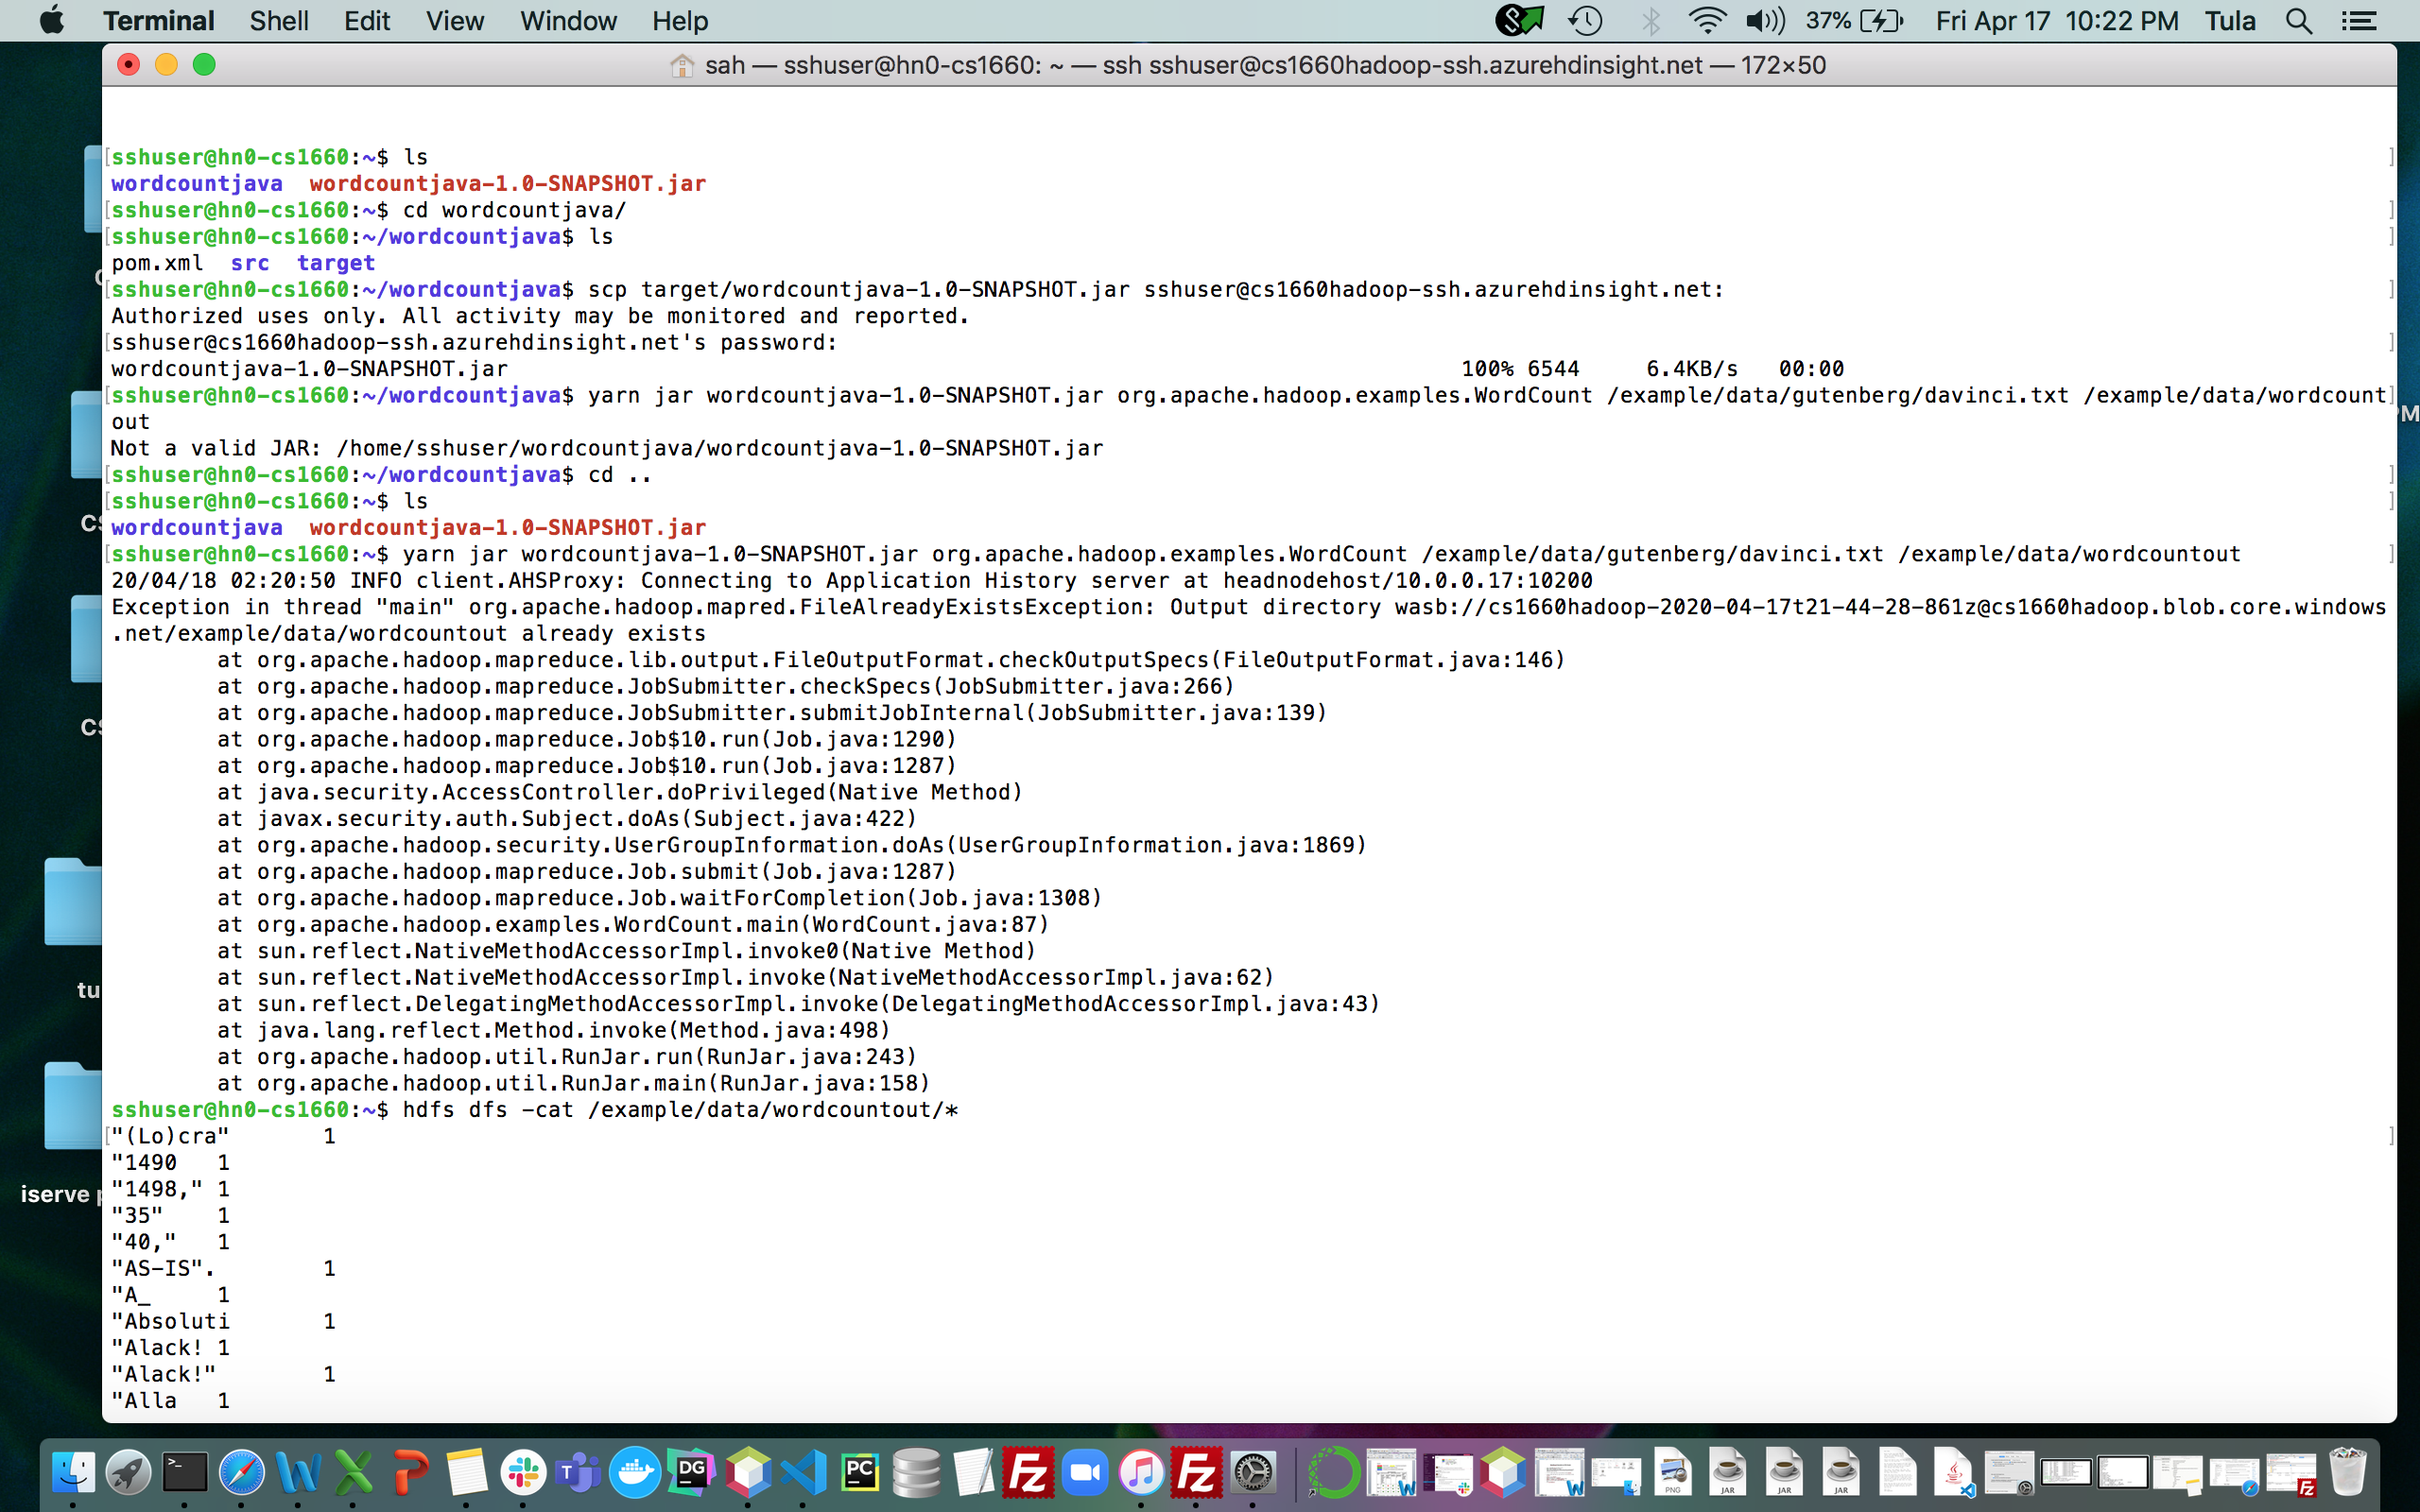 Terminal Shell Edit View Window Help 37% Fri Apr 17 10:22 PM Tula
sah — sshuser@hn0-cs1660: ~ — ssh sshuser@cs1660hadoop-ssh.azurehdinsight.net — 172×50
sshuser@hn0-cs1660:~$ ls
wordcountjava wordcountjava-1.0-SNAPSHOT.jar
sshuser@hn0-cs1660:~$ cd wordcountjava/
sshuser@hn0-cs1660:~/wordcountjava$ ls
pom.xml src target
sshuser@hn0-cs1660:~/wordcountjava$ scp target/wordcountjava-1.0-SNAPSHOT.jar sshuser@cs1660hadoop-ssh.azurehdinsight.net:
Authorized uses only. All activity may be monitored and reported.
sshuser@cs1660hadoop-ssh.azurehdinsight.net's password:
wordcountjava-1.0-SNAPSHOT.jar 100% 6544 6.4KB/s 00:00
sshuser@hn0-cs1660:~/wordcountjava$ yarn jar wordcountjava-1.0-SNAPSHOT.jar org.apache.hadoop.examples.WordCount /example/data/gutenberg/davinci.txt /example/data/wordcount
out
Not a valid JAR: /home/sshuser/wordcountjava/wordcountjava-1.0-SNAPSHOT.jar
sshuser@hn0-cs1660:~/wordcountjava$ cd ..
sshuser@hn0-cs1660:~$ ls
wordcountjava wordcountjava-1.0-SNAPSHOT.jar
sshuser@hn0-cs1660:~$ yarn jar wordcountjava-1.0-SNAPSHOT.jar org.apache.hadoop.examples.WordCount /example/data/gutenberg/davinci.txt /example/data/wordcountout
20/04/18 02:20:50 INFO client.AHSProxy: Connecting to Application History server at headnodehost/10.0.0.17:10200
Exception in thread "main" org.apache.hadoop.mapred.FileAlreadyExistsException: Output directory wasb://cs1660hadoop-2020-04-17t21-44-28-861z@cs1660hadoop.blob.core.windows
.net/example/data/wordcountout already exists
at org.apache.hadoop.mapreduce.lib.output.FileOutputFormat.checkOutputSpecs(FileOutputFormat.java:146)
at org.apache.hadoop.mapreduce.JobSubmitter.checkSpecs(JobSubmitter.java:266)
at org.apache.hadoop.mapreduce.JobSubmitter.submitJobInternal(JobSubmitter.java:139)
at org.apache.hadoop.mapreduce.Job$10.run(Job.java:1290)
at org.apache.hadoop.mapreduce.Job$10.run(Job.java:1287)
at java.security.AccessController.doPrivileged(Native Method)
at javax.security.auth.Subject.doAs(Subject.java:422)
at org.apache.hadoop.security.UserGroupInformation.doAs(UserGroupInformation.java:1869)
at org.apache.hadoop.mapreduce.Job.submit(Job.java:1287)
at org.apache.hadoop.mapreduce.Job.waitForCompletion(Job.java:1308)
at org.apache.hadoop.examples.WordCount.main(WordCount.java:87)
at sun.reflect.NativeMethodAccessorImpl.invoke0(Native Method)
at sun.reflect.NativeMethodAccessorImpl.invoke(NativeMethodAccessorImpl.java:62)
at sun.reflect.DelegatingMethodAccessorImpl.invoke(DelegatingMethodAccessorImpl.java:43)
at java.lang.reflect.Method.invoke(Method.java:498)
at org.apache.hadoop.util.RunJar.run(RunJar.java:243)
at org.apache.hadoop.util.RunJar.main(RunJar.java:158)
sshuser@hn0-cs1660:~$ hdfs dfs -cat /example/data/wordcountout/*
"(Lo)cra" 1
"1490 1
"1498," 1
"35" 1
"40," 1
"AS-IS". 1
"A_ 1
"Absoluti 1
"Alack! 1
"Alack!" 1
"Alla 1
tu
iserve
DG
PC
PNG JAR JAR JAR